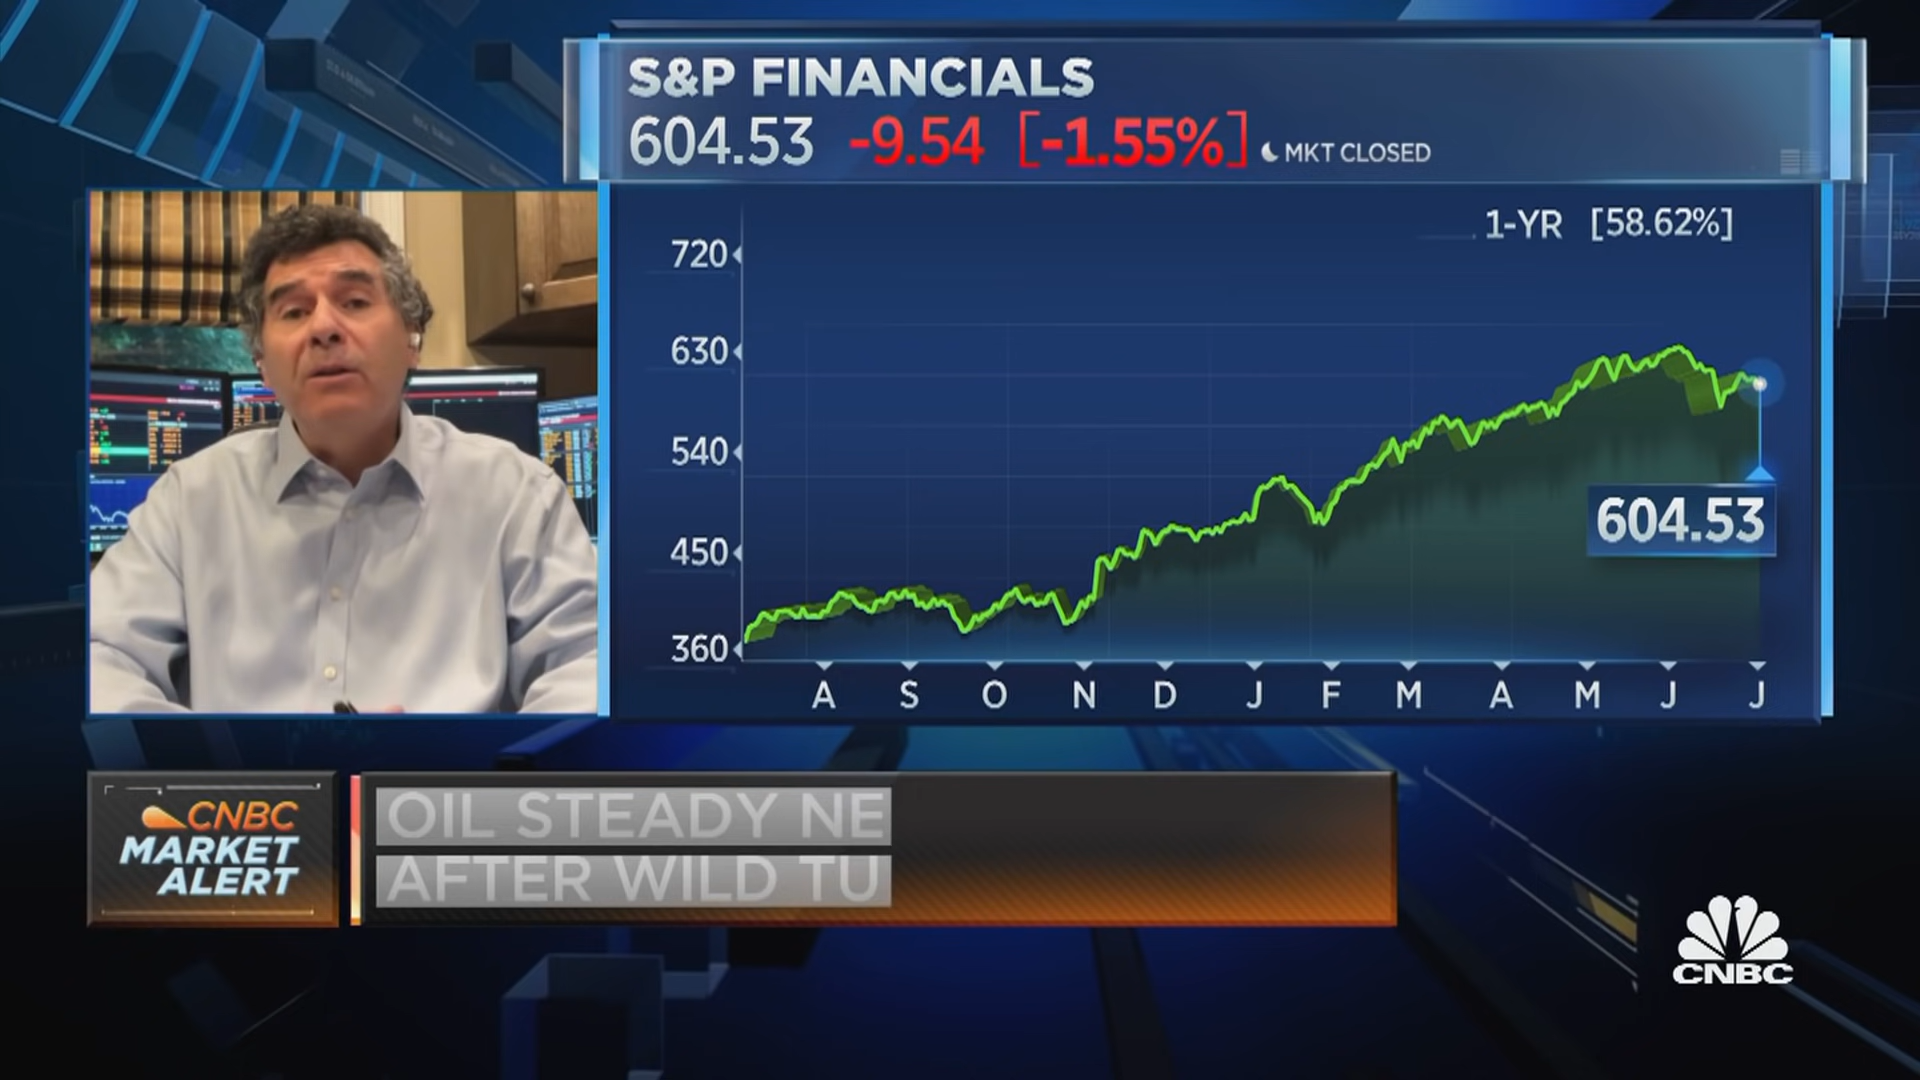 S&P FINANCIALS
604.53 -9.54 [-1.55%] MKT CLOSED
1-YR [58.62%]
720
630
540
450
360
604.53
A S O N D J F M A M J J
CNBC
MARKET
ALERT
OIL STEADY NE
AFTER WILD TU
CNBC